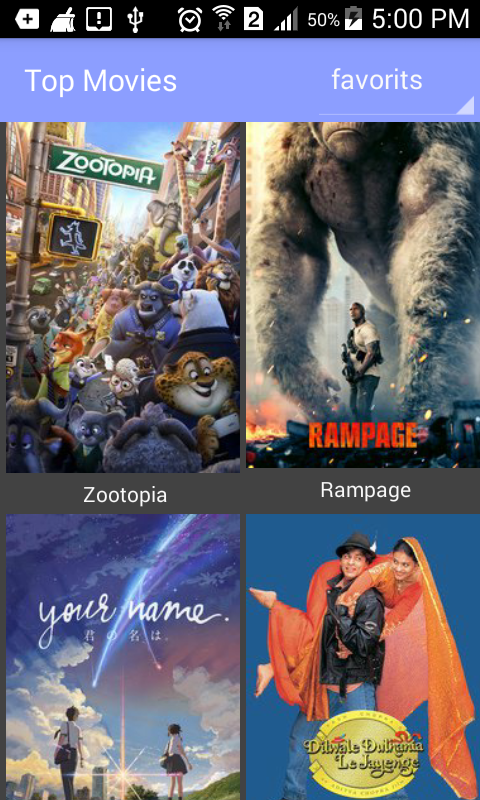 2 50% 5:00 PM
Top Movies favorits
ZOOTOPIA
RAMPAGE
Zootopia
Rampage
your name.
君の名は。
Dilwale Dulhania
Le Jayenge